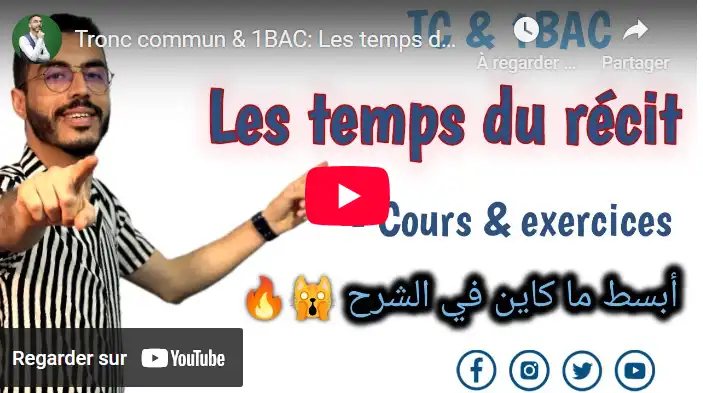 Tronc commun & 1BAC: Les temps d...
TC & 1BAC
À regarder ...
Partager
Les temps du récit
- Cours & exercices
أبسط ما كاين في الشرح 🙀🔥
Regarder sur YouTube